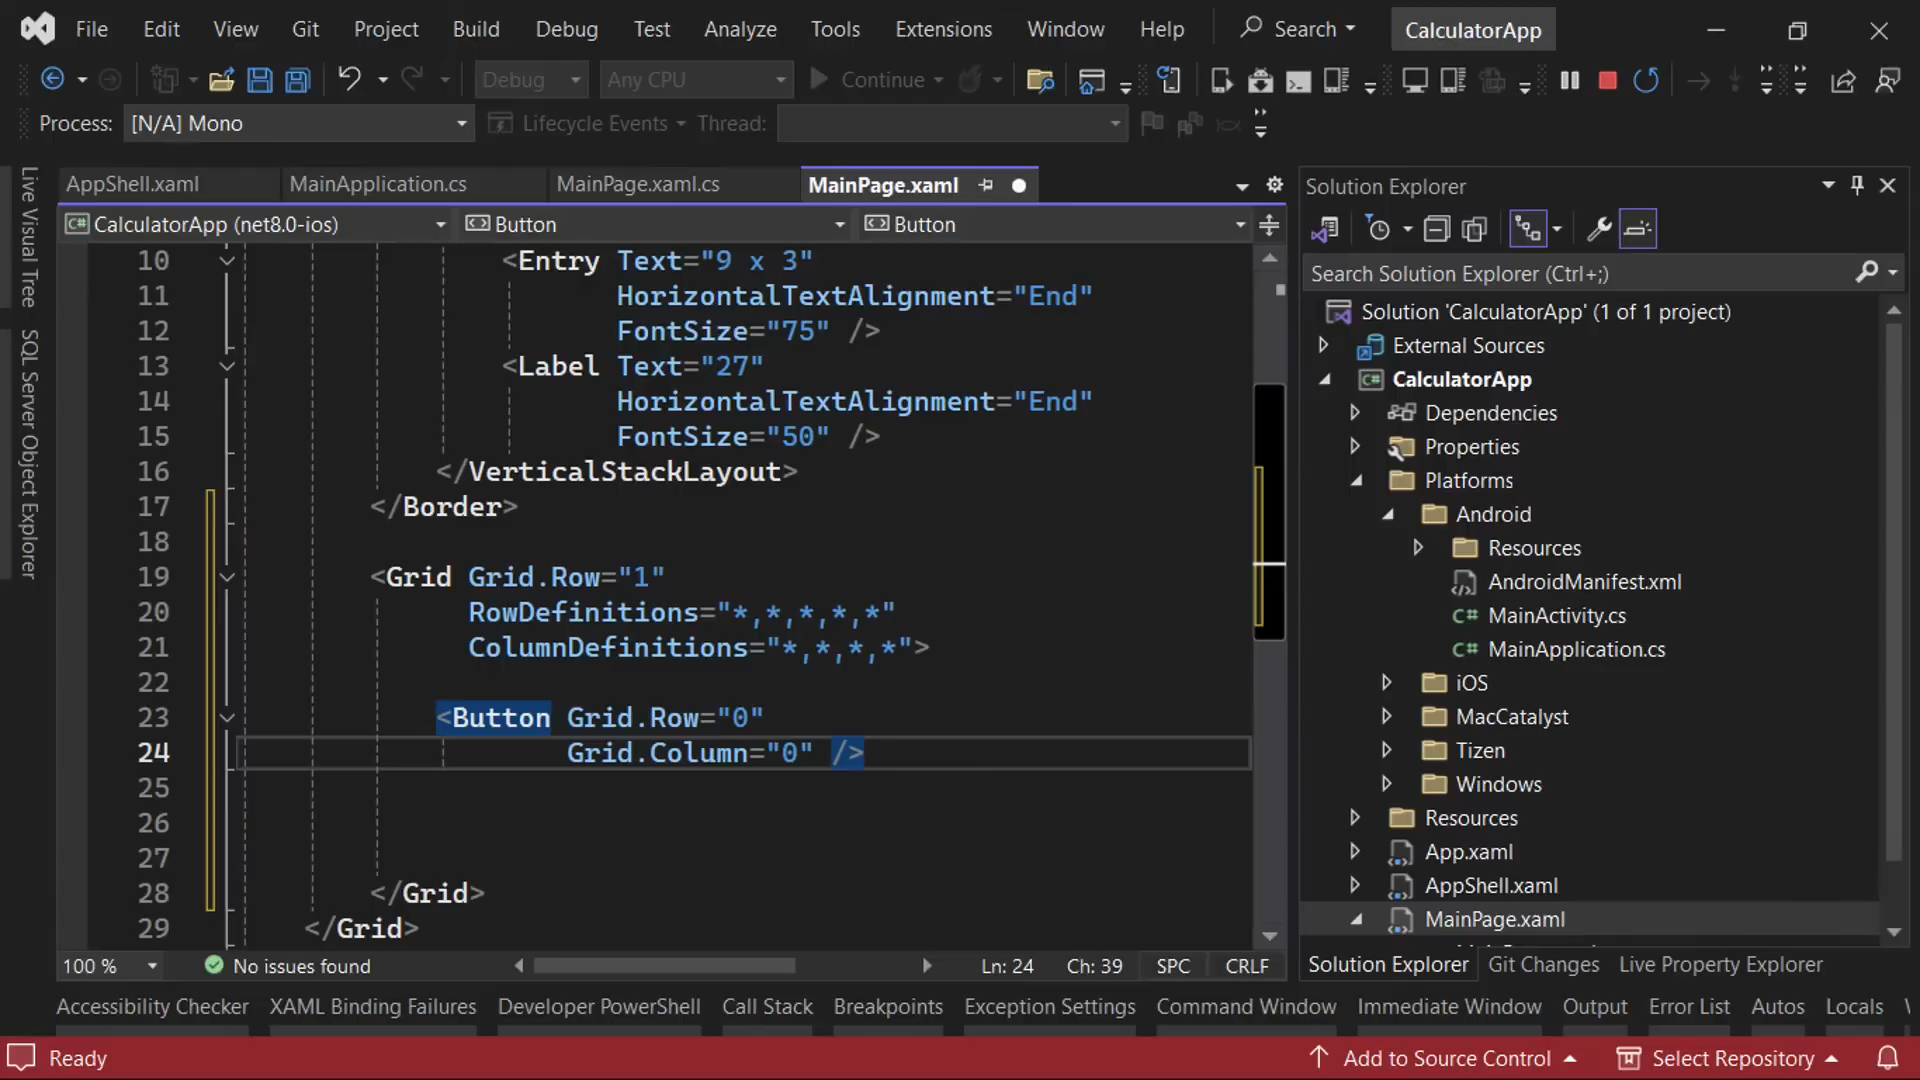 File Edit View Git Project Build Debug Test Analyze Tools Extensions Window Help Search CalculatorApp
Debug Any CPU Continue
Process: [N/A] Mono Lifecycle Events Thread:
Live Visual Tree
SQL Server Object Explorer
AppShell.xaml MainApplication.cs MainPage.xaml.cs MainPage.xaml
CalculatorApp (net8.0-ios) Button Button
10 <Entry Text="9 x 3"
11 HorizontalTextAlignment="End"
12 FontSize="75" />
13 <Label Text="27"
14 HorizontalTextAlignment="End"
15 FontSize="50" />
16 </VerticalStackLayout>
17 </Border>
18
19 <Grid Grid.Row="1"
20 RowDefinitions="*,*,*,*,*"
21 ColumnDefinitions="*,*,*,*">
22
23 <Button Grid.Row="0"
24 Grid.Column="0" />
25
26
27
28 </Grid>
29 </Grid>
100 % No issues found Ln: 24 Ch: 39 SPC CRLF
Solution Explorer
Search Solution Explorer (Ctrl+;)
Solution 'CalculatorApp' (1 of 1 project)
External Sources
CalculatorApp
Dependencies
Properties
Platforms
Android
Resources
AndroidManifest.xml
MainActivity.cs
MainApplication.cs
iOS
MacCatalyst
Tizen
Windows
Resources
App.xaml
AppShell.xaml
MainPage.xaml
Solution Explorer Git Changes Live Property Explorer
Accessibility Checker XAML Binding Failures Developer PowerShell Call Stack Breakpoints Exception Settings Command Window Immediate Window Output Error List Autos Locals
Ready Add to Source Control Select Repository